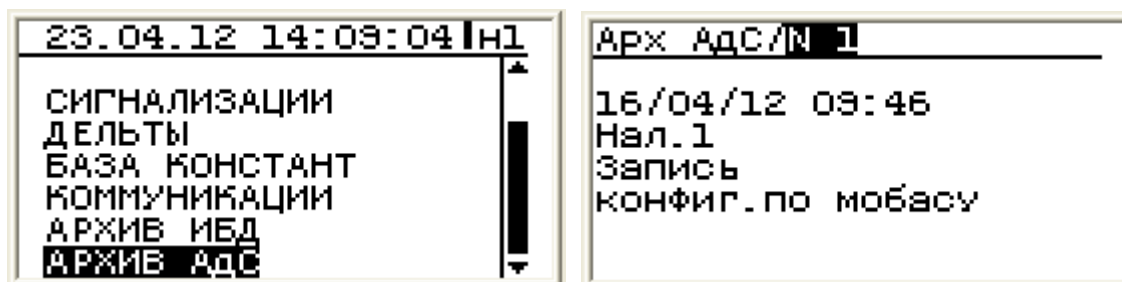 23.04.12 14:09:04 н1
СИГНАЛИЗАЦИИ
ДЕЛЬТЫ
БАЗА КОНСТАНТ
КОММУНИКАЦИИ
АРХИВ ИБД
АРХИВ АдС
Арх АдС/N 1
16/04/12 09:46
Нал.1
Запись
конфиг.по мобасу